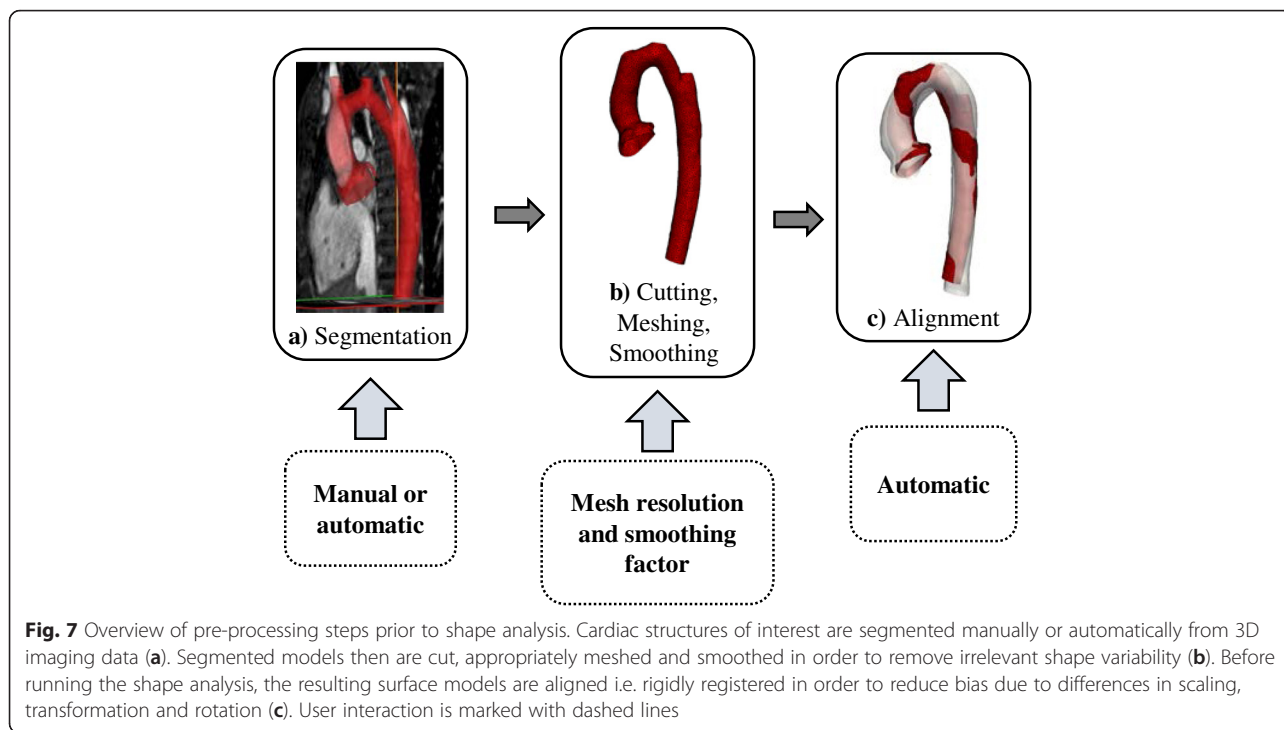 a) Segmentation
b) Cutting,
Meshing,
Smoothing
c) Alignment
Manual or
automatic
Mesh resolution
and smoothing
factor
Automatic
Fig. 7 Overview of pre-processing steps prior to shape analysis. Cardiac structures of interest are segmented manually or automatically from 3D
imaging data (a). Segmented models then are cut, appropriately meshed and smoothed in order to remove irrelevant shape variability (b). Before
running the shape analysis, the resulting surface models are aligned i.e. rigidly registered in order to reduce bias due to differences in scaling,
transformation and rotation (c). User interaction is marked with dashed lines